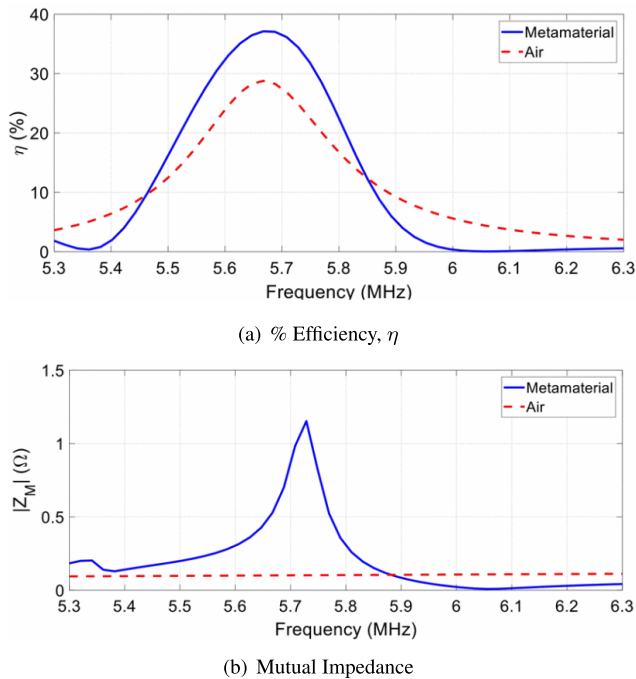 40
30
20
10
0
η (%)
Metamaterial
Air
5.3 5.4 5.5 5.6 5.7 5.8 5.9 6 6.1 6.2 6.3
Frequency (MHz)
(a) % Efficiency, η
1.5
1
0.5
0
|Z_M| (Ω)
Metamaterial
Air
5.3 5.4 5.5 5.6 5.7 5.8 5.9 6 6.1 6.2 6.3
Frequency (MHz)
(b) Mutual Impedance